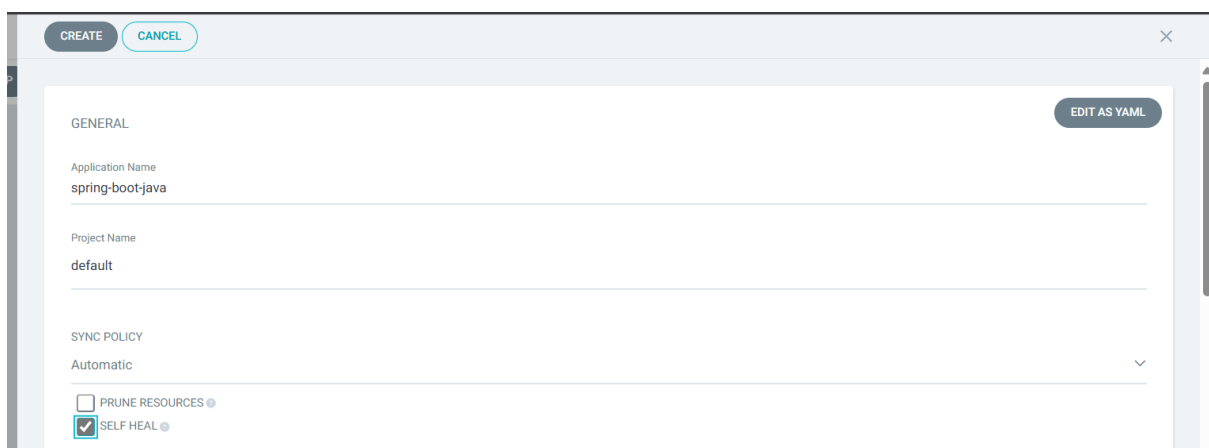 CREATE CANCEL
EDIT AS YAML
GENERAL
Application Name
spring-boot-java
Project Name
default
SYNC POLICY
Automatic
PRUNE RESOURCES
SELF HEAL